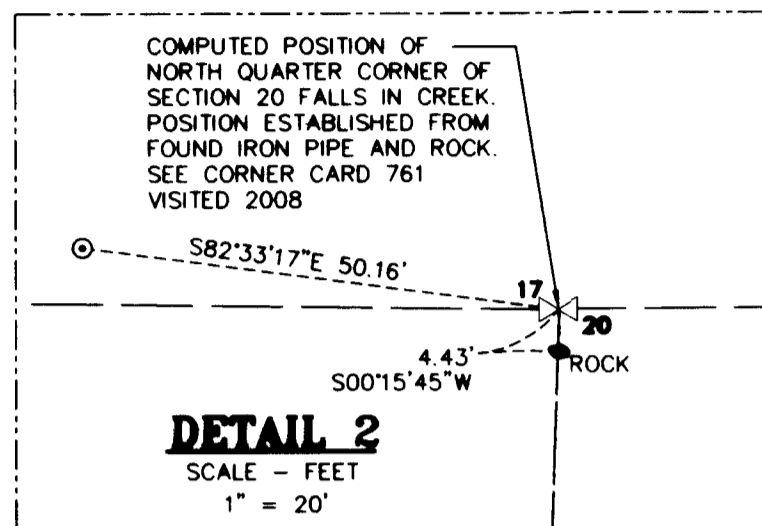 COMPUTED POSITION OF
NORTH QUARTER CORNER OF
SECTION 20 FALLS IN CREEK.
POSITION ESTABLISHED FROM
FOUND IRON PIPE AND ROCK.
SEE CORNER CARD 761
VISITED 2008
S82°33'17"E 50.16'
17
20
4.43'
ROCK
S00°15'45"W
DETAIL 2
SCALE - FEET
1" = 20'